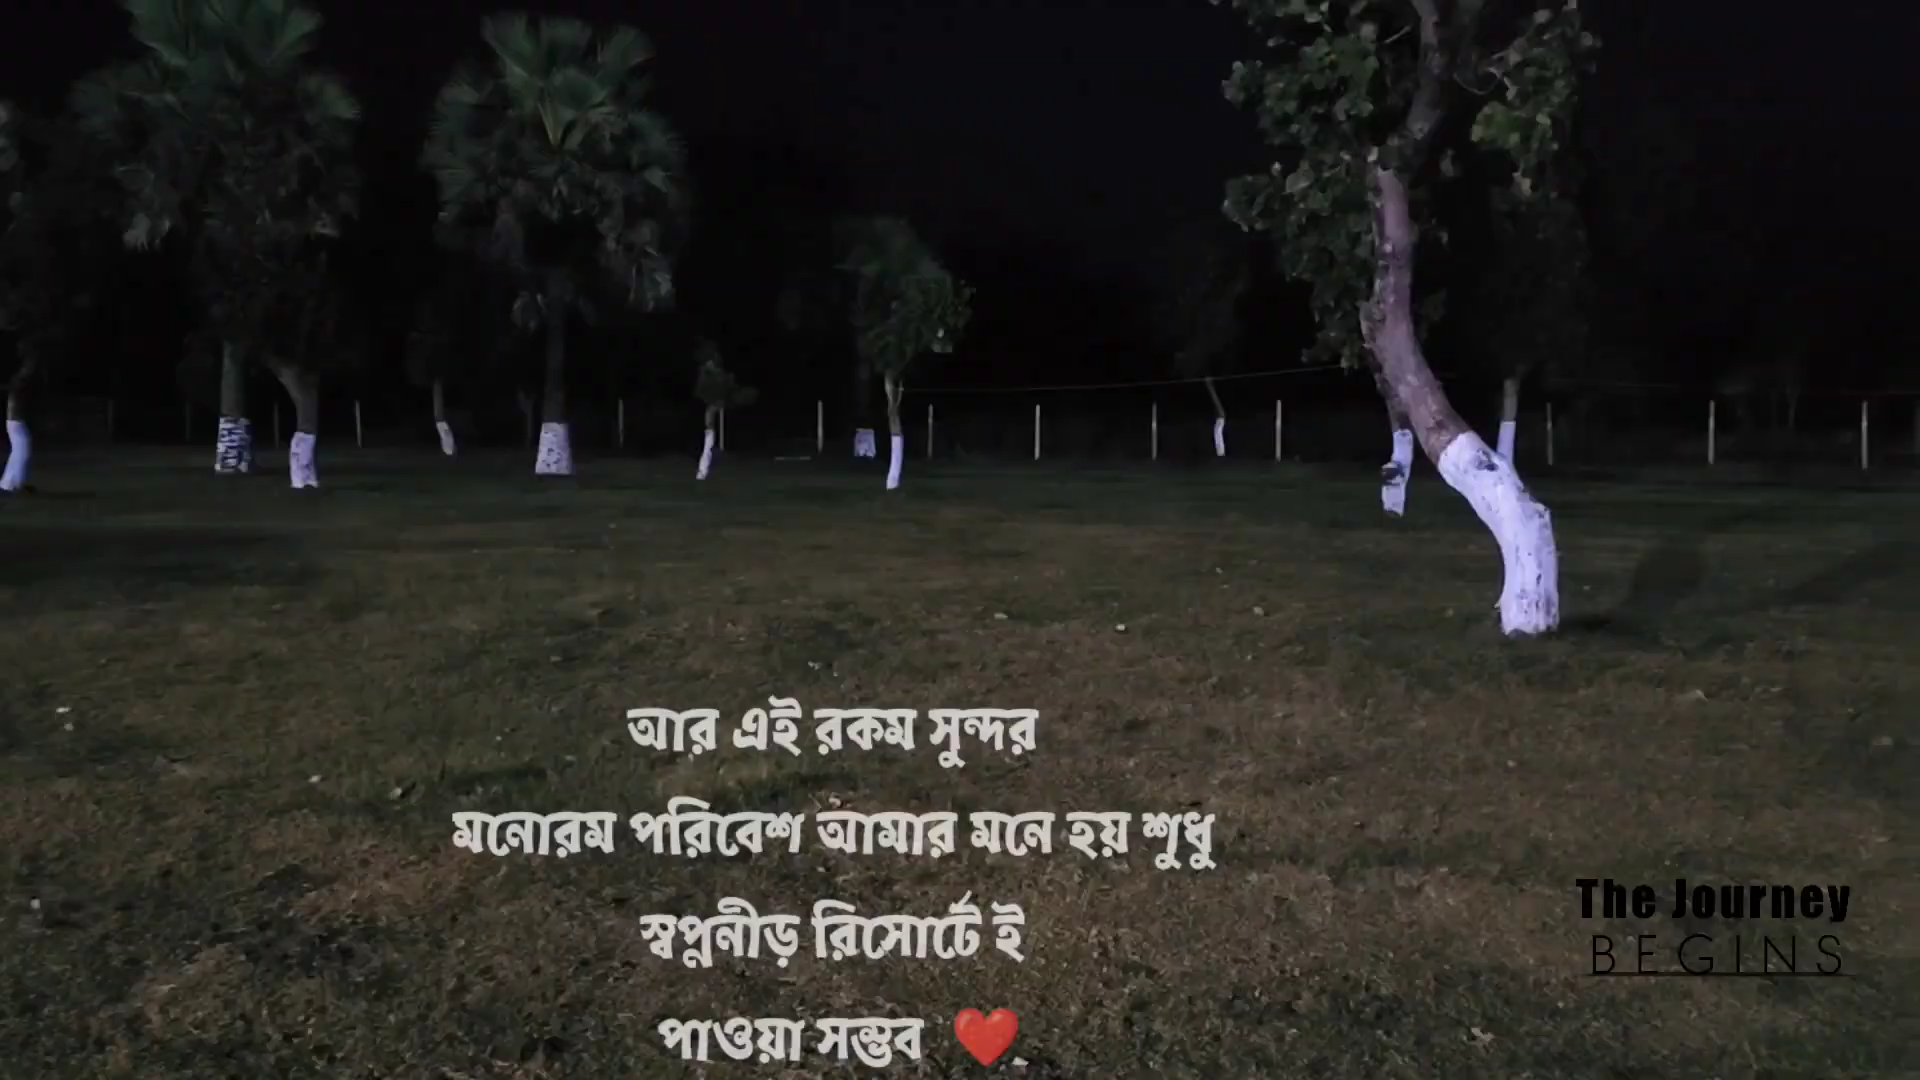 আর এই রকম সুন্দর
মনোরম পরিবেশ আমার মনে হয় শুধু
স্বপ্ননীড় রিসোর্টে ই
পাওয়া সম্ভব ❤️
The Journey
BEGINS